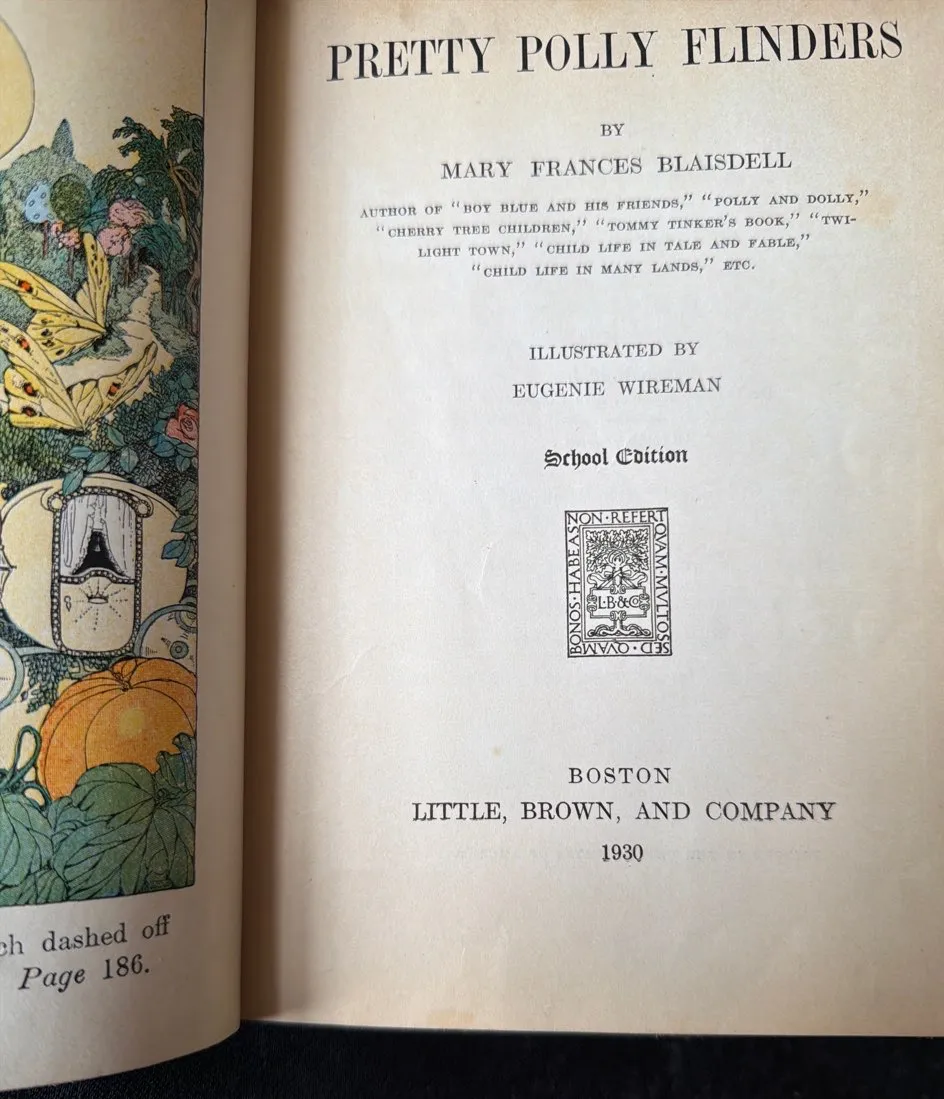 PRETTY POLLY FLINDERS
BY
MARY FRANCES BLAISDELL
AUTHOR OF "BOY BLUE AND HIS FRIENDS," "POLLY AND DOLLY,"
"CHERRY TREE CHILDREN," "TOMMY TINKER'S BOOK," "TWI-
LIGHT TOWN," "CHILD LIFE IN TALE AND FABLE,"
"CHILD LIFE IN MANY LANDS," ETC.
ILLUSTRATED BY
EUGENIE WIREMAN
School Edition
NON·REFERT
QVAM·MVLTOS
SED·QVAM
BONOS·HABEAS
L·B·&·Co.
BOSTON
LITTLE, BROWN, AND COMPANY
1930
dashed off
Page 186.